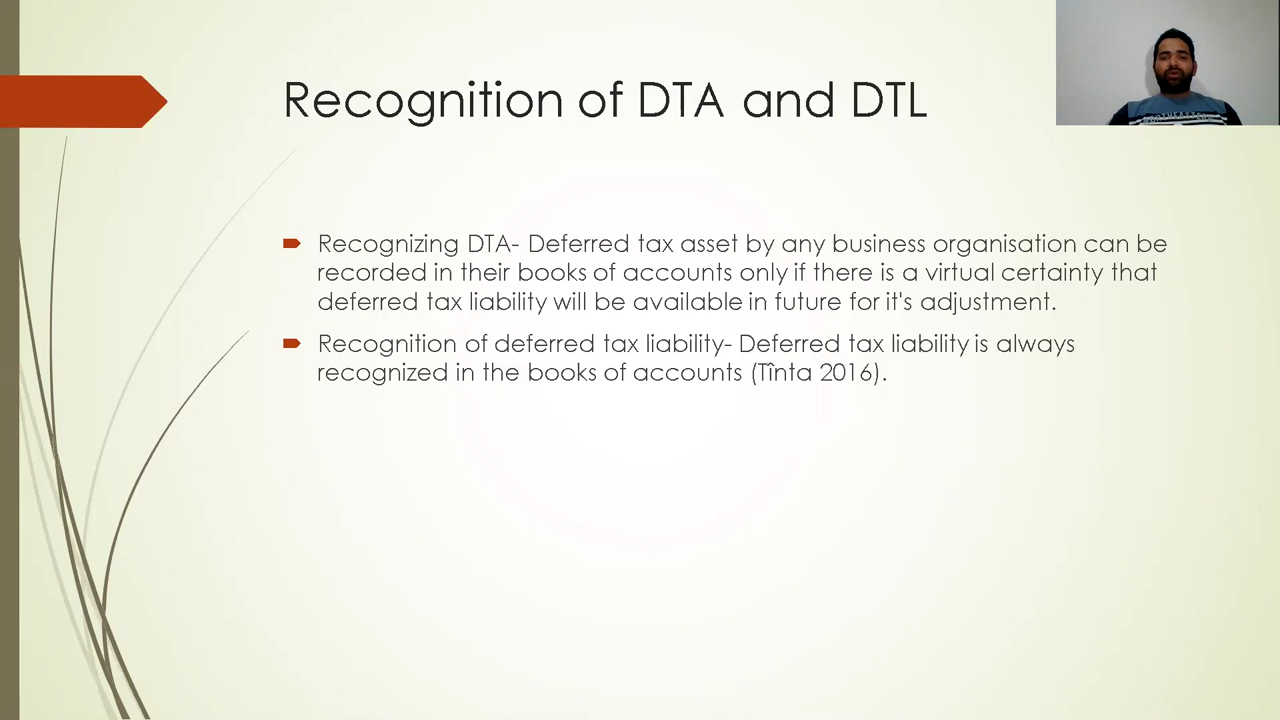 Recognition of DTA and DTL
Recognizing DTA- Deferred tax asset by any business organisation can be
recorded in their books of accounts only if there is a virtual certainty that
deferred tax liability will be available in future for it's adjustment.
Recognition of deferred tax liability- Deferred tax liability is always
recognized in the books of accounts (Tînta 2016).